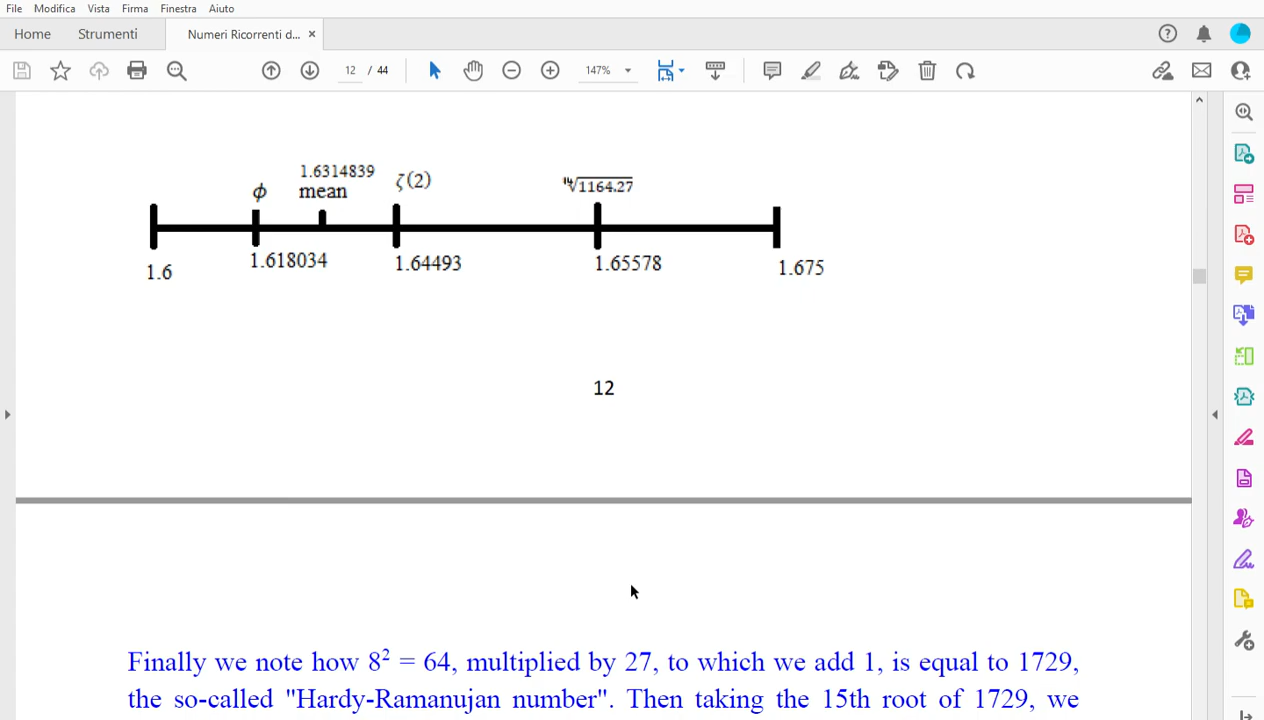 File Modifica Vista Firma Finestra Aiuto
Home Strumenti Numeri Ricorrenti d... ×
12 / 44 147%
1.6314839
ϕ mean ζ(2) ¹⁴√1164.27
1.6 1.618034 1.64493 1.65578 1.675
12
Finally we note how 8² = 64, multiplied by 27, to which we add 1, is equal to 1729,
the so-called "Hardy-Ramanujan number". Then taking the 15th root of 1729, we